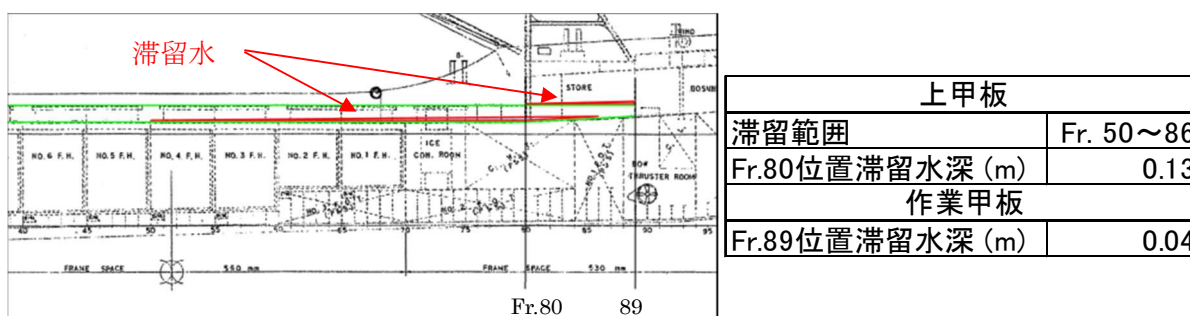 滞留水
STORE
NO. 6 F. H.
NO. 5 F. H.
NO. 4 F. H.
NO. 3 F. H.
NO. 2 F. H.
NO. 1 F. H.
ICE
CON. ROOM
BOW
THRUSTER ROOM
40
45
50
55
65
70
75
80
85
90
95
FRAME SPACE 550 mm
FRAME SPACE 530 mm
Fr.80
89
上甲板
滞留範囲 Fr. 50～86
Fr.80位置滞留水深 (m) 0.13
作業甲板
Fr.89位置滞留水深 (m) 0.04